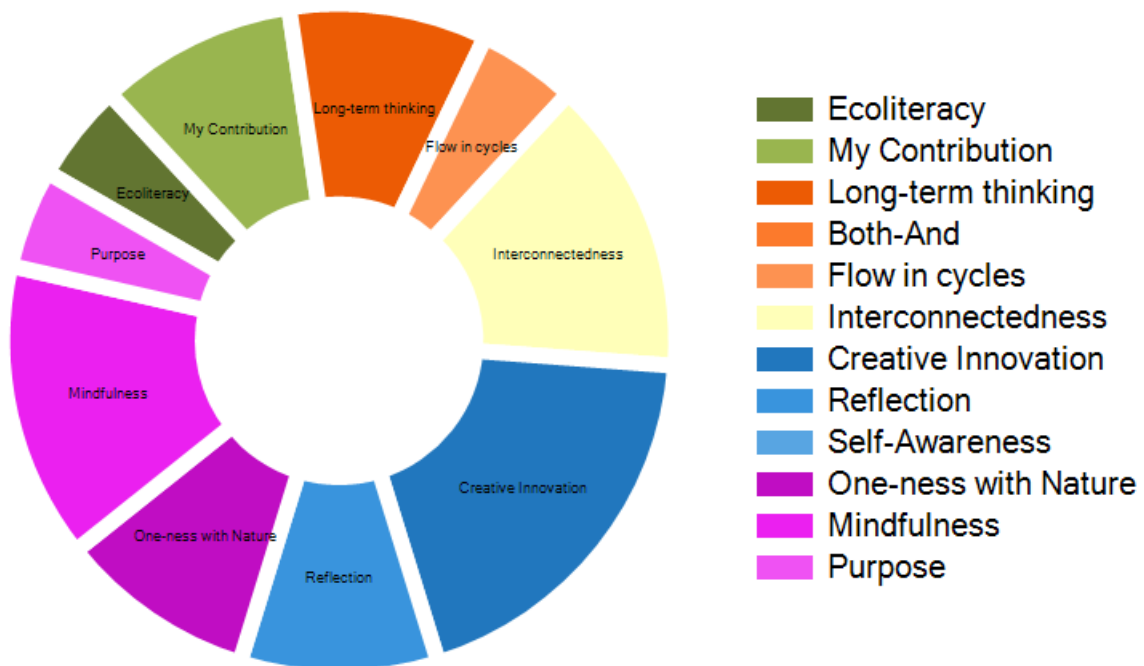 Long-term thinking
My Contribution
Flow in cycles
Ecoliteracy
Purpose
Interconnectedness
Mindfulness
Creative Innovation
One-ness with Nature
Reflection
Ecoliteracy
My Contribution
Long-term thinking
Both-And
Flow in cycles
Interconnectedness
Creative Innovation
Reflection
Self-Awareness
One-ness with Nature
Mindfulness
Purpose